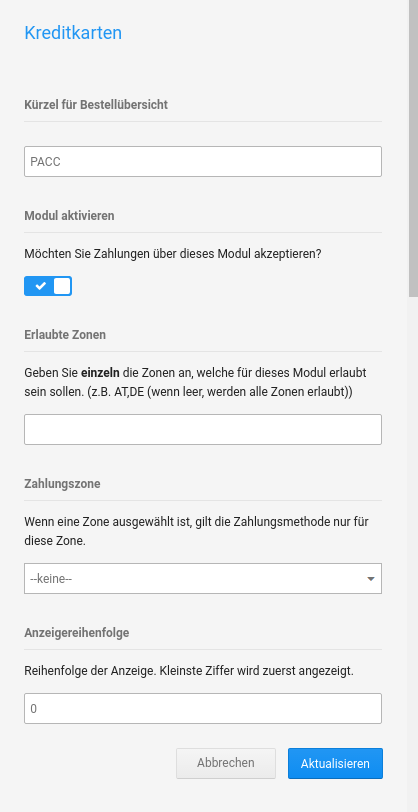 Kreditkarten
Kürzel für Bestellübersicht
PACC
Modul aktivieren
Möchten Sie Zahlungen über dieses Modul akzeptieren?
Erlaubte Zonen
Geben Sie einzeln die Zonen an, welche für dieses Modul erlaubt
sein sollen. (z.B. AT,DE (wenn leer, werden alle Zonen erlaubt))
Zahlungszone
Wenn eine Zone ausgewählt ist, gilt die Zahlungsmethode nur für
diese Zone.
--keine--
Anzeigereihenfolge
Reihenfolge der Anzeige. Kleinste Ziffer wird zuerst angezeigt.
0
Abbrechen Aktualisieren